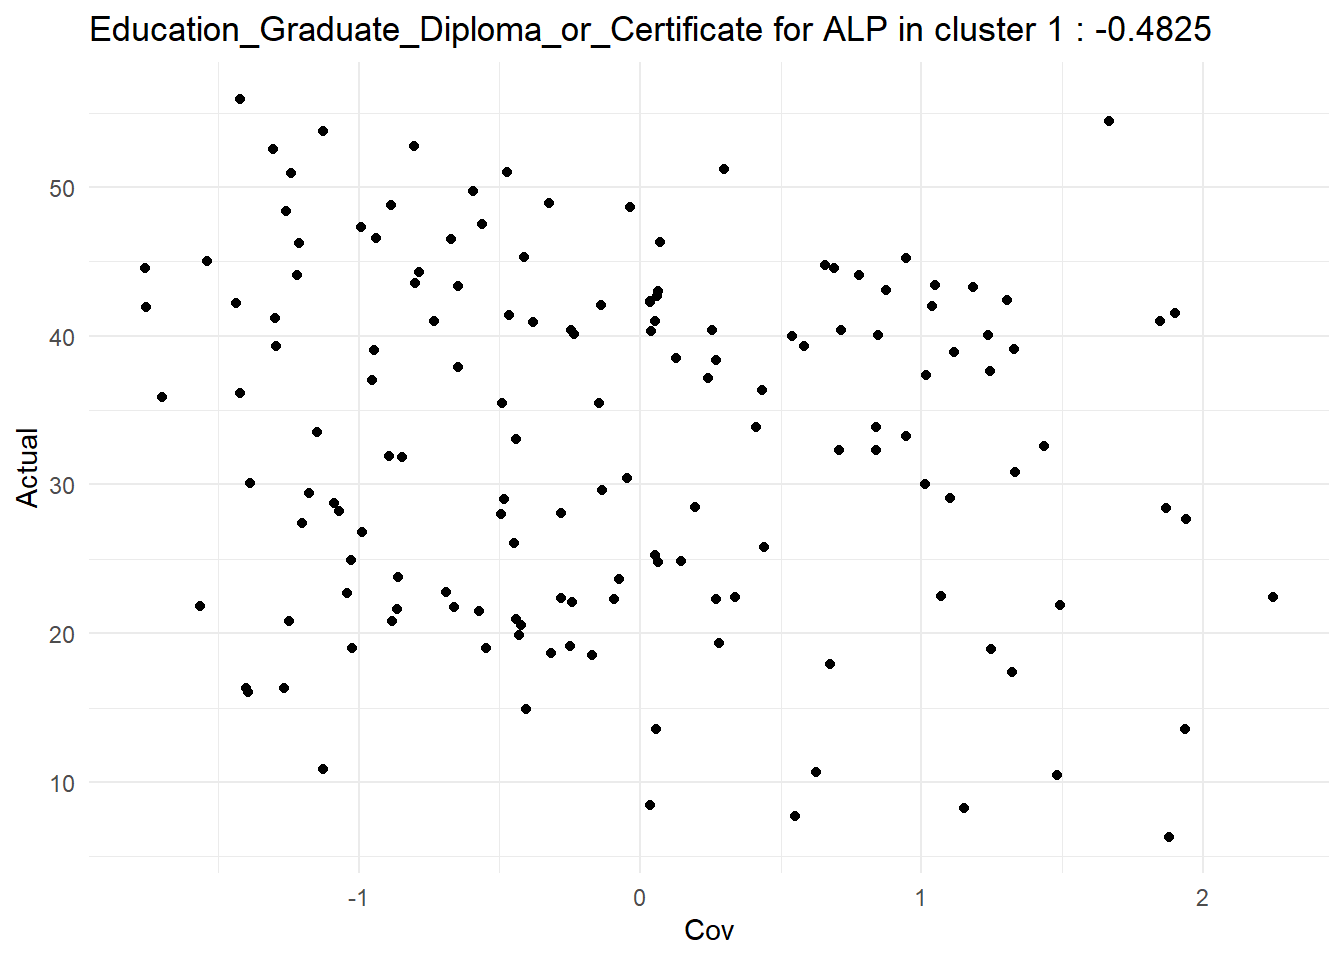 Education_Graduate_Diploma_or_Certificate for ALP in cluster 1 : -0.4825
50
40
30
20
10
Actual
-1 0 1 2
Cov